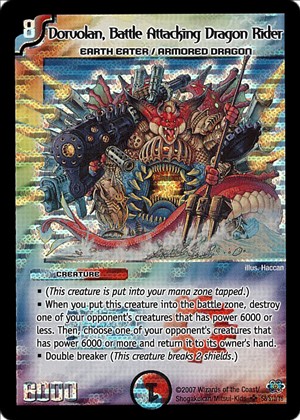 8
Dorvolan, Battle Attacking Dragon Rider
EARTH EATER / ARMORED DRAGON
illus. Haccan
CREATURE
▪ (This creature is put into your mana zone tapped.)
▪ When you put this creature into the battle zone, destroy
one of your opponent's creatures that has power 6000 or
less. Then, choose one of your opponent's creatures that
has power 6000 or more and return it to its owner's hand.
▪ Double breaker (This creature breaks 2 shields.)
6000
1
©2007 Wizards of the Coast/
Shogakukan/Mitsui-Kids